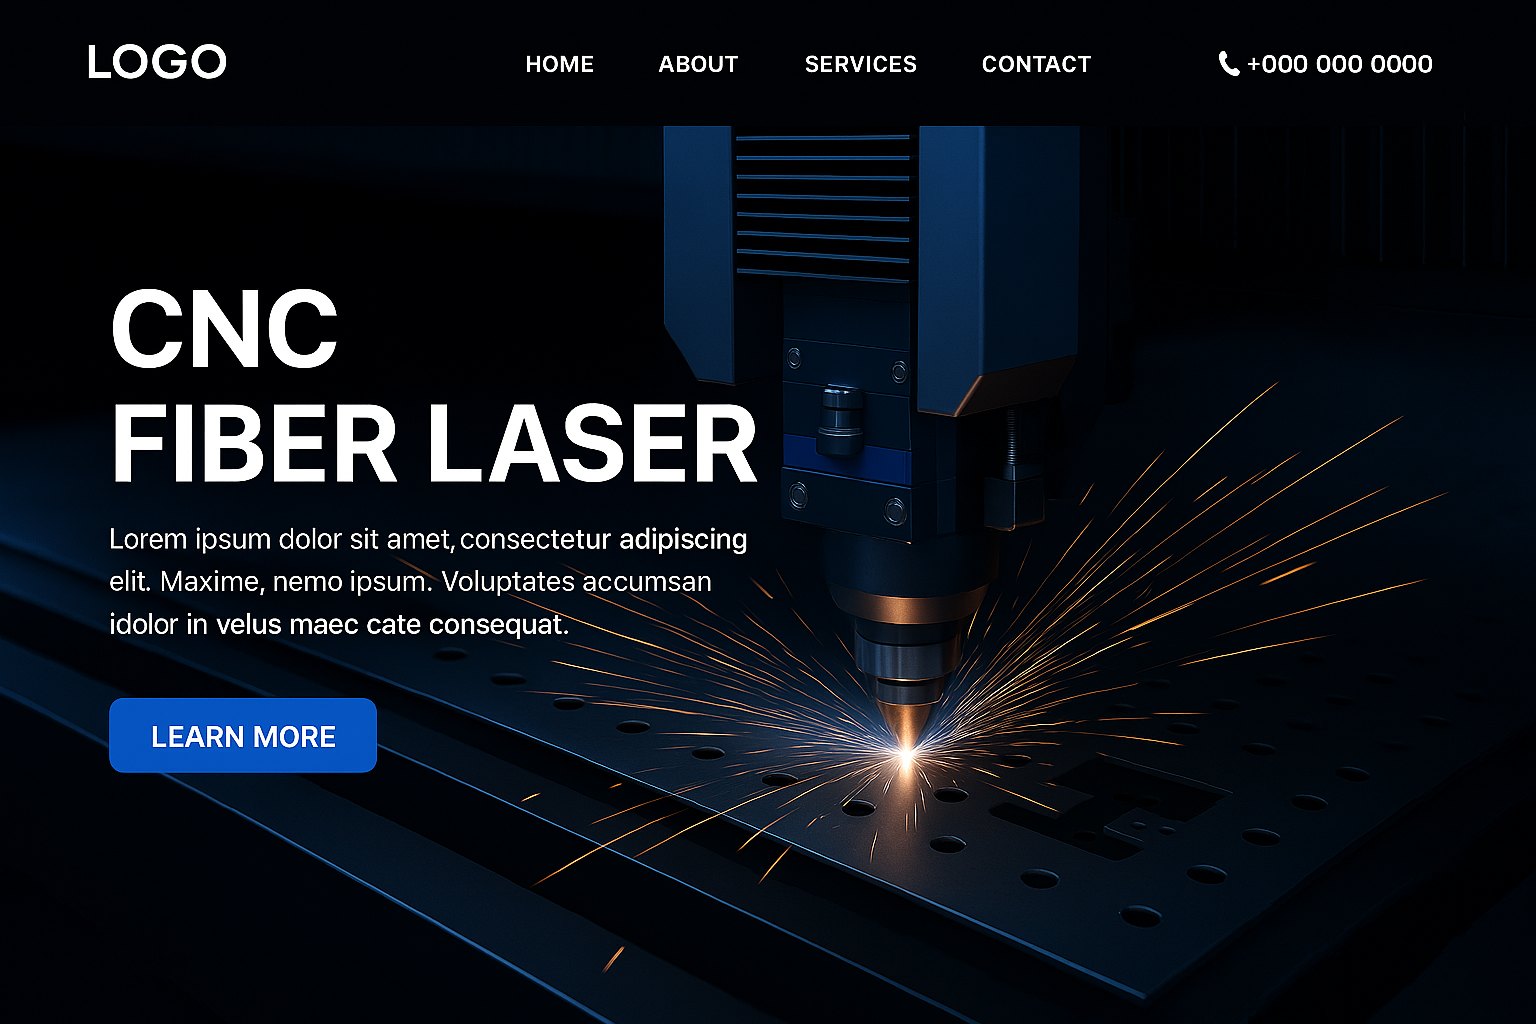 LOGO
HOME ABOUT SERVICES CONTACT +000 000 0000
CNC
FIBER LASER
Lorem ipsum dolor sit amet, consectetur adipiscing
elit. Maxime, nemo ipsum. Voluptates accumsan
idolor in velus maec cate consequat.
LEARN MORE